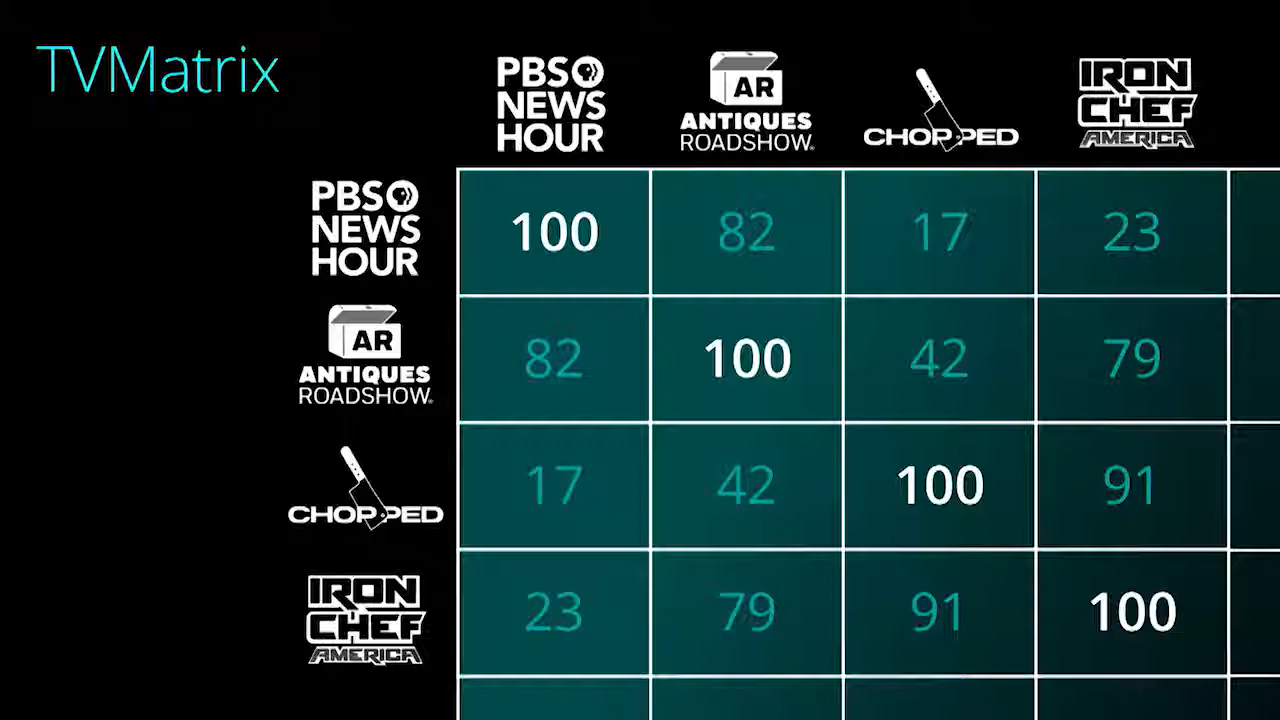 TVMatrix
PBS
NEWS
HOUR
AR
ANTIQUES
ROADSHOW.
CHOPPED
IRON
CHEF
AMERICA
PBS
NEWS
HOUR
100 82 17 23
AR
ANTIQUES
ROADSHOW.
82 100 42 79
CHOPPED
17 42 100 91
IRON
CHEF
AMERICA
23 79 91 100